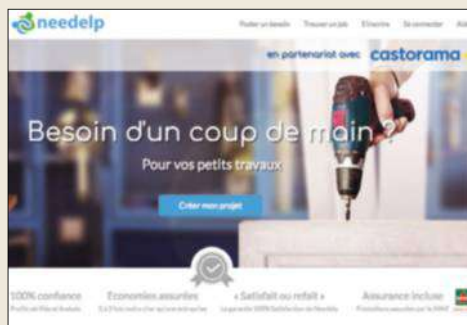 needelp
Poster un besoin Trouver un job S'inscrire Se connecter
en partenariat avec castorama
Besoin d'un coup de main ?
Pour vos petits travaux
Créer mon projet
100% confiance Economies assurées « Satisfait ou refait » Assurance incluse